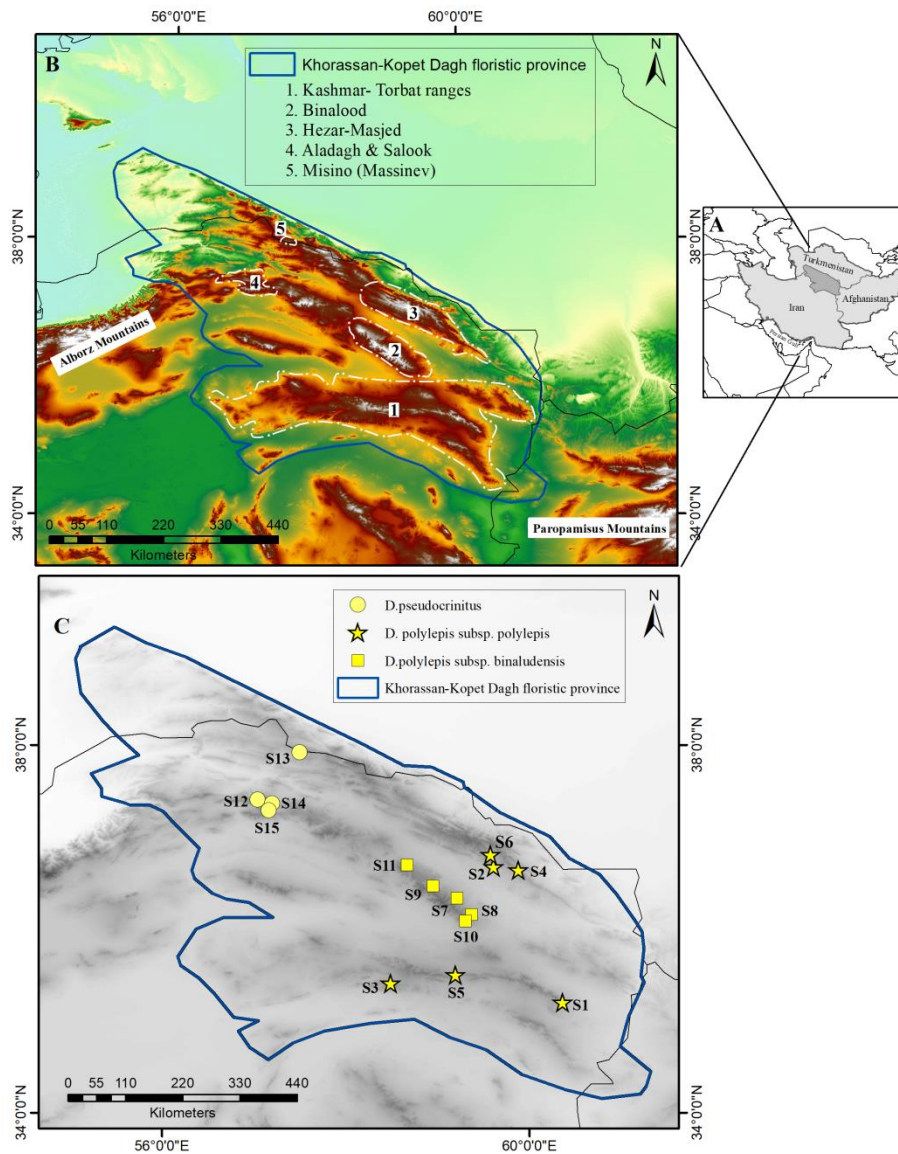 56°0'0"E 60°0'0"E
B
N
Khorassan-Kopet Dagh floristic province
1. Kashmar- Torbat ranges
2. Binalood
3. Hezar-Masjed
4. Aladagh & Salook
5. Misino (Massinev)
38°0'0"N
38°0'0"N
5
4
3
2
1
Alborz Mountains
34°0'0"N
34°0'0"N
Paropamisus Mountains
0 55 110 220 330 440
Kilometers
A
Turkmenistan
Iran
Afghanistan
Persian Gulf
C
N
D.pseudocrinitus
D. polylepis subsp. polylepis
D.polylepis subsp. binaludensis
Khorassan-Kopet Dagh floristic province
38°0'0"N
38°0'0"N
S13
S12
S14
S15
S6
S2
S4
S11
S9
S7
S8
S10
S3
S5
S1
34°0'0"N
34°0'0"N
0 55 110 220 330 440
Kilometers
56°0'0"E 60°0'0"E